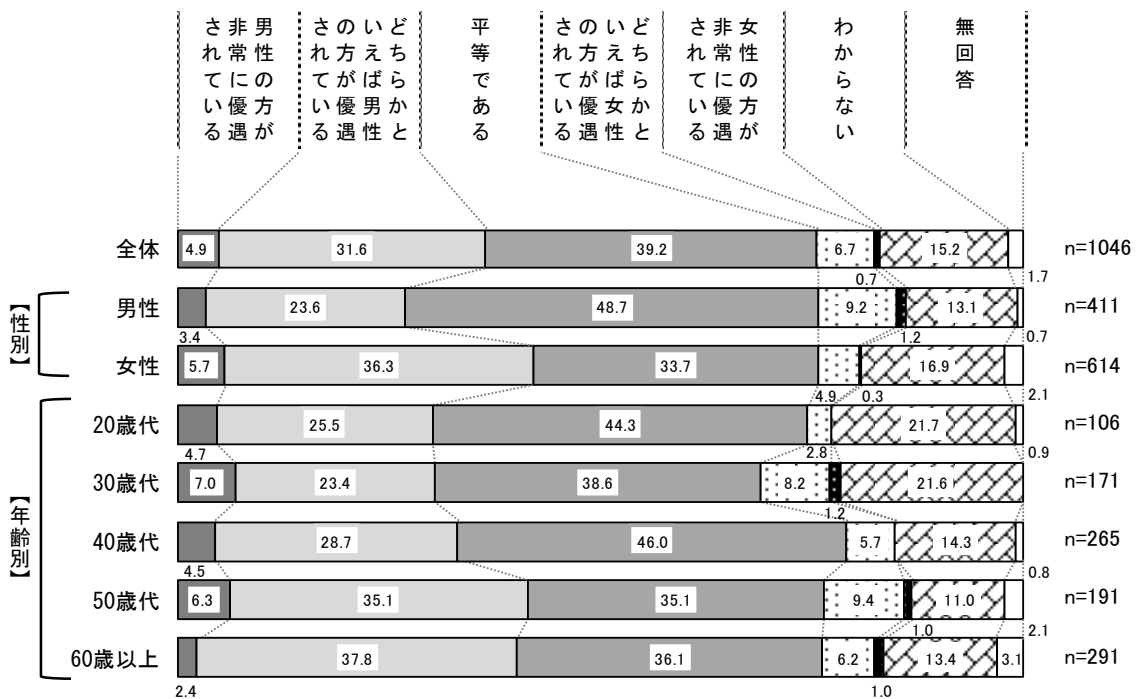 男性の方が
非常に優遇
されている
どちらかと
いえば男性
の方が優遇
されている
平等である
どちらかと
いえば女性
の方が優遇
されている
女性の方が
非常に優遇
されている
わからない
無回答
全体 4.9 31.6 39.2 6.7 15.2 n=1046
0.7 1.7
【性別】
男性 23.6 48.7 9.2 13.1 n=411
3.4 1.2 0.7
女性 5.7 36.3 33.7 16.9 n=614
4.9 0.3 2.1
【年齢別】
20歳代 25.5 44.3 21.7 n=106
4.7 2.8 0.9
30歳代 7.0 23.4 38.6 8.2 21.6 n=171
1.2
40歳代 28.7 46.0 5.7 14.3 n=265
4.5 0.8
50歳代 6.3 35.1 35.1 9.4 11.0 n=191
1.0 2.1
60歳以上 37.8 36.1 6.2 13.4 3.1 n=291
2.4 1.0